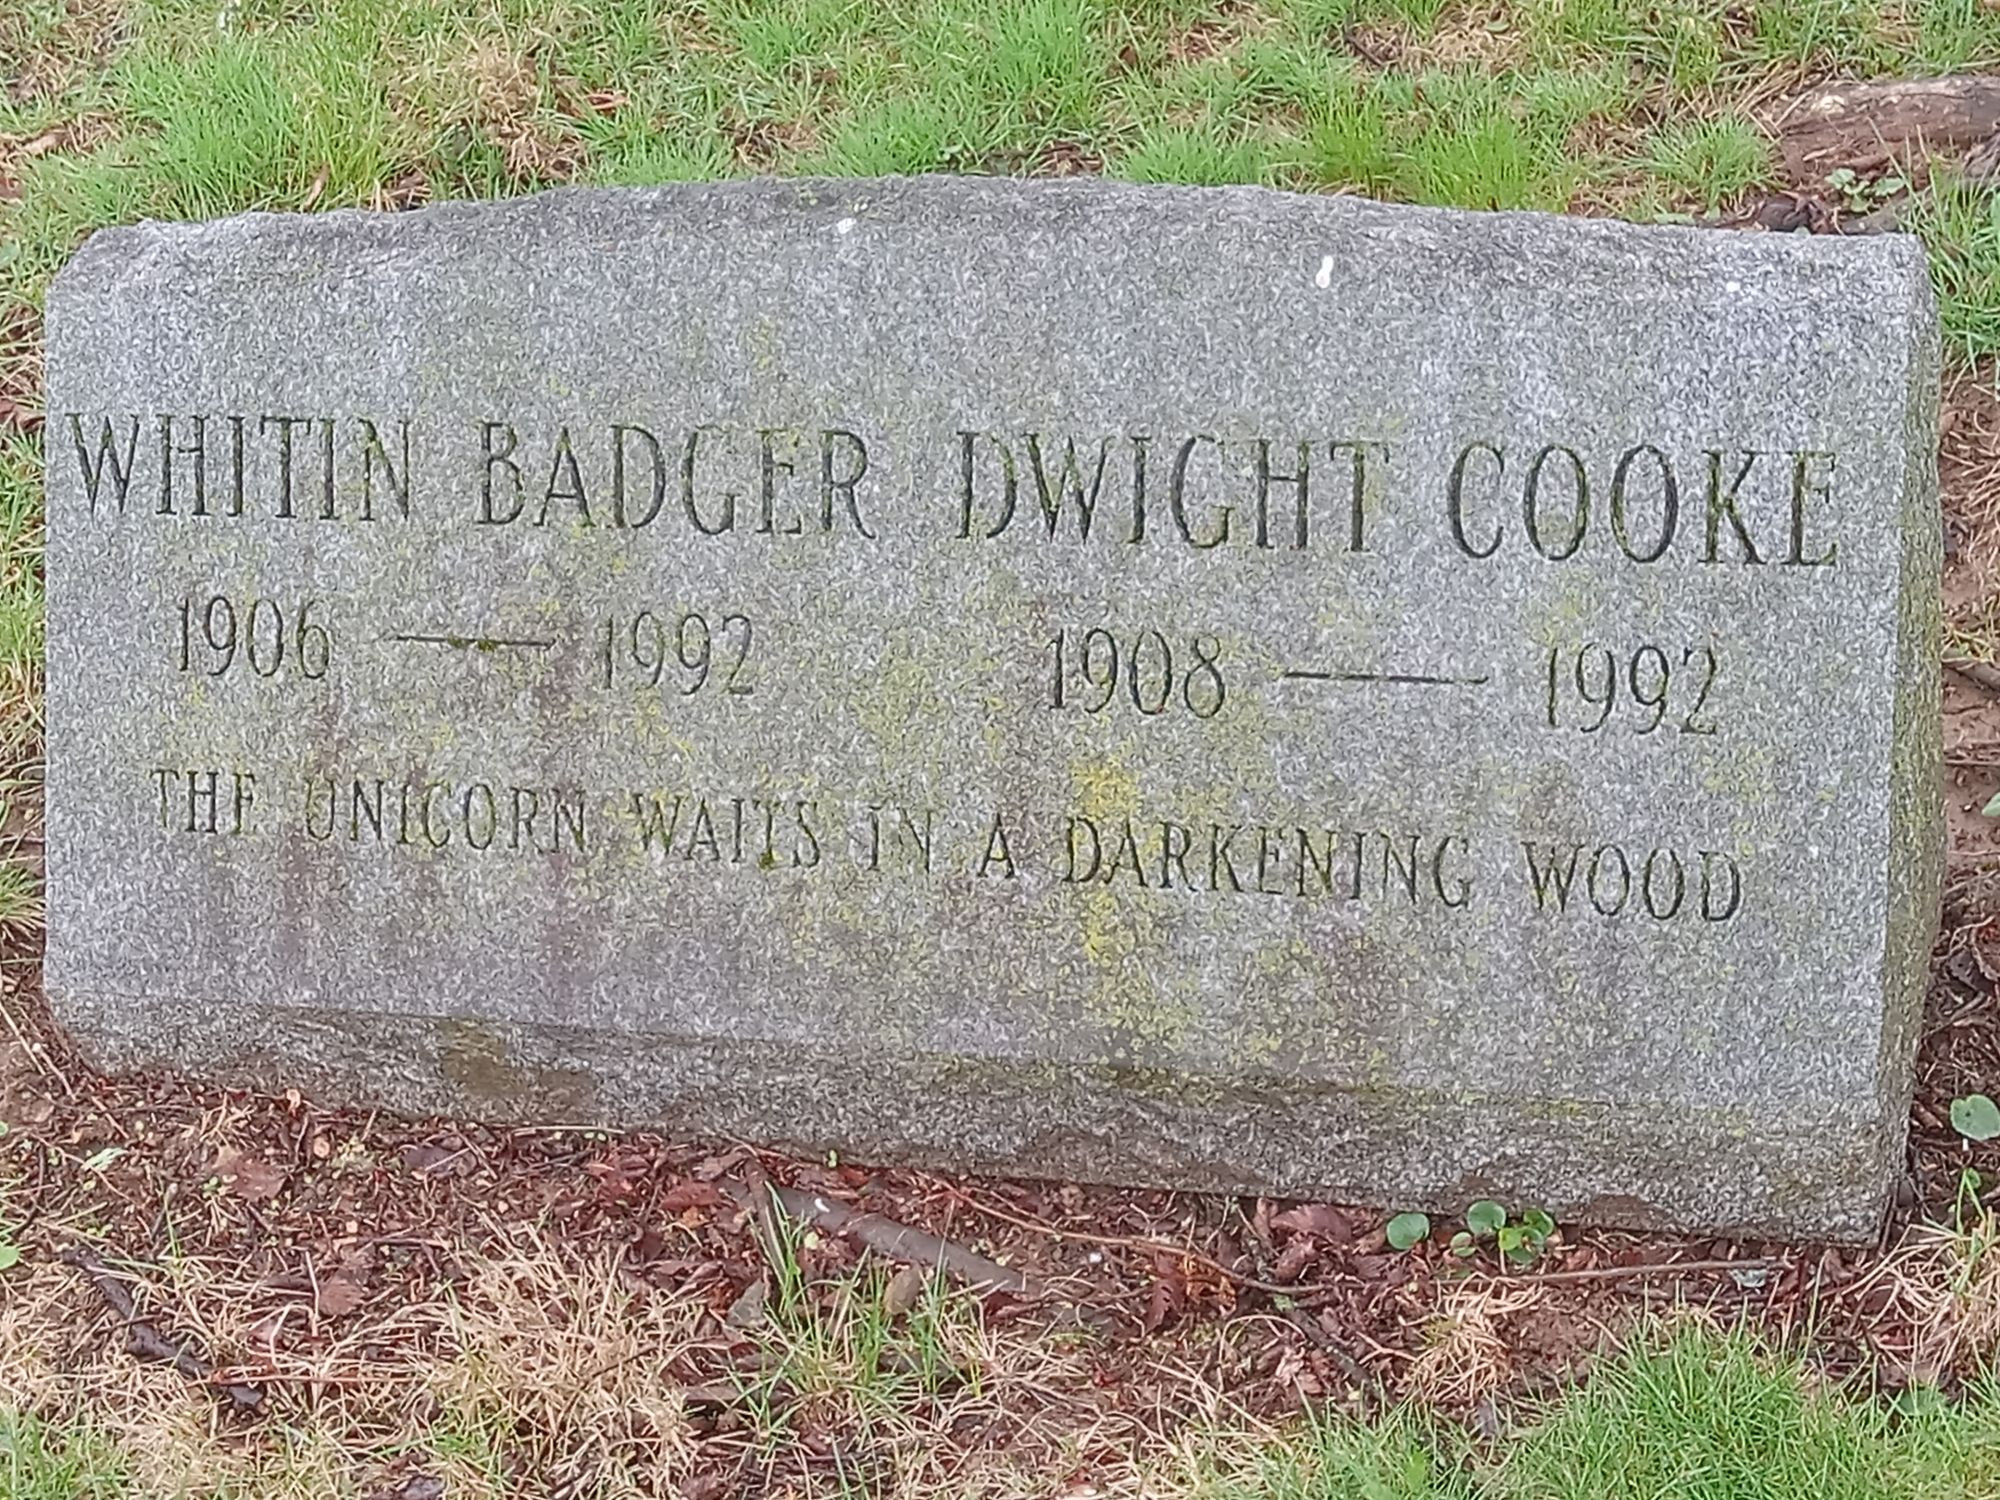 WHITIN BADGER DWIGHT COOKE
1906 — 1992 1908 — 1992
THE UNICORN WAITS IN A DARKENING WOOD